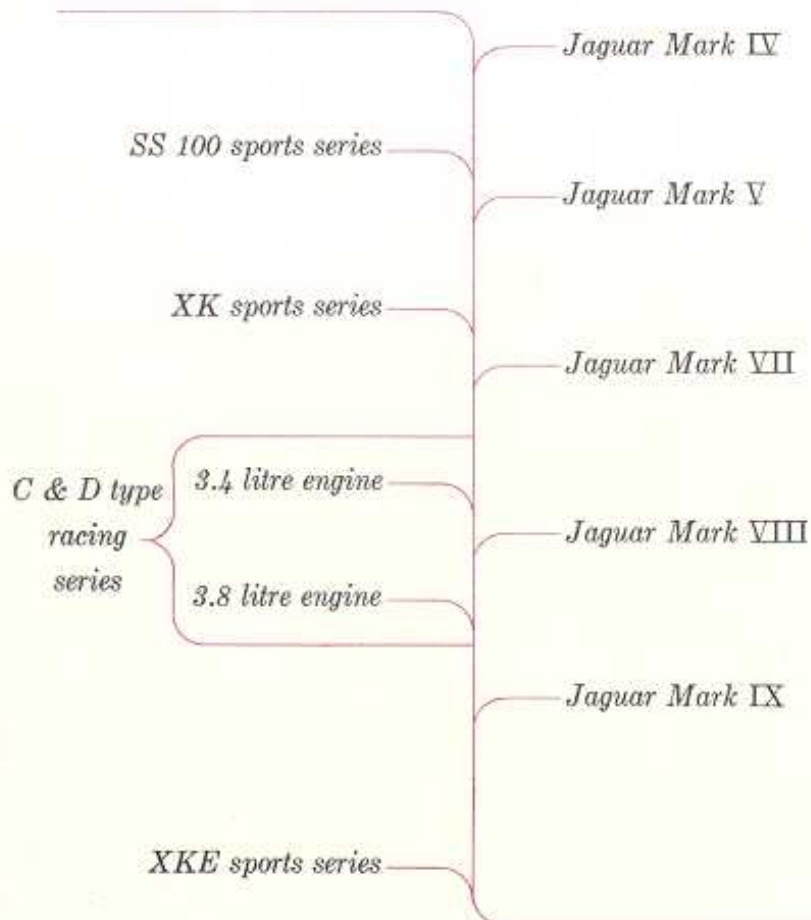 Jaguar Mark IV
SS 100 sports series
Jaguar Mark V
XK sports series
Jaguar Mark VII
C & D type
racing
series
3.4 litre engine
3.8 litre engine
Jaguar Mark VIII
Jaguar Mark IX
XKE sports series